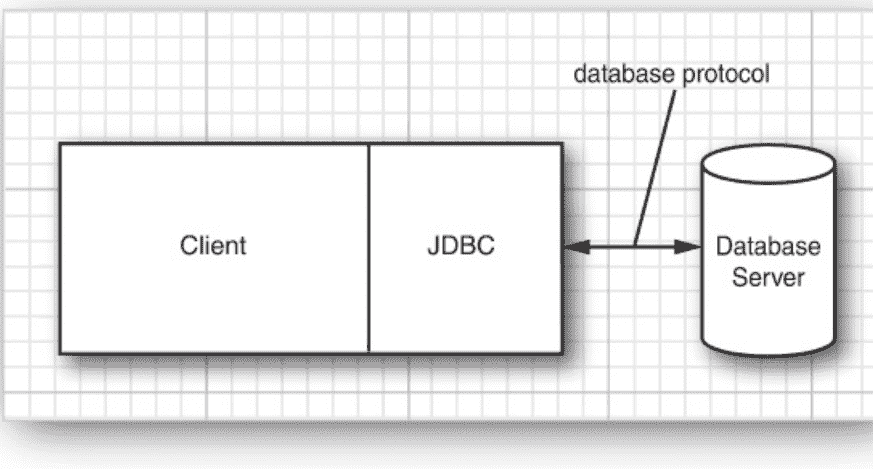 database protocol
Client
JDBC
Database
Server